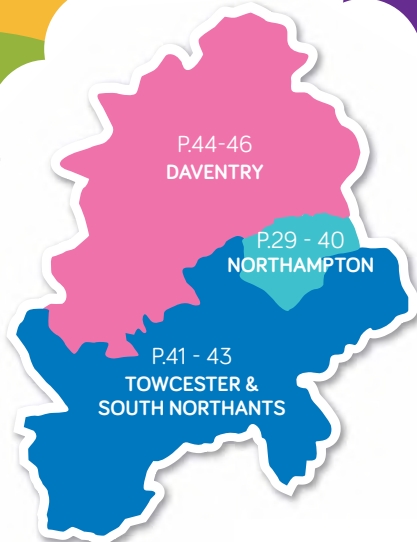 P.44-46
DAVENTRY
P.29 - 40
NORTHAMPTON
P.41 - 43
TOWCESTER &
SOUTH NORTHANTS